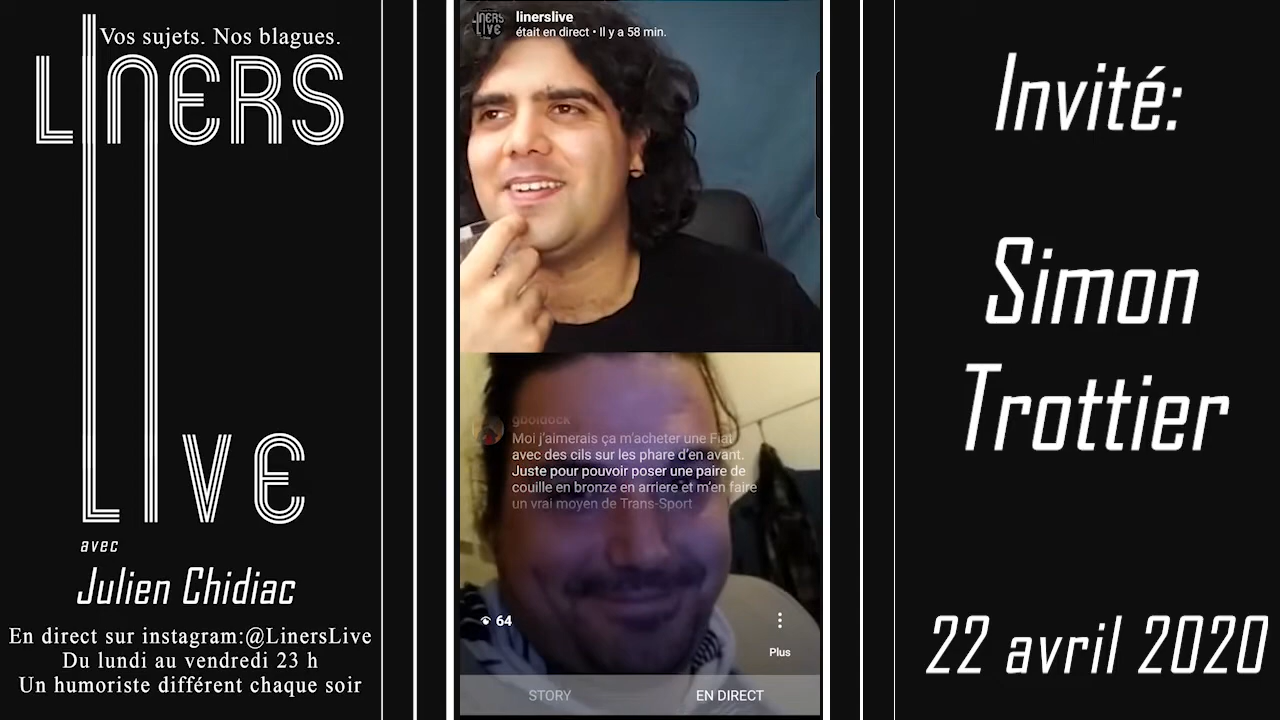 Vos sujets. Nos blagues.
LINERS
LIVE
avec
Julien Chidiac
En direct sur instagram:@LinersLive
Du lundi au vendredi 23 h
Un humoriste différent chaque soir
LINERS
LIVE
linerslive
était en direct • Il y a 58 min.
gboldock
Moi j'aimerais ça m'acheter une Fiat
avec des cils sur les phare d'en avant.
Juste pour pouvoir poser une paire de
couille en bronze en arriere et m'en faire
un vrai moyen de Trans-Sport
64
Plus
STORY
EN DIRECT
Invité:
Simon
Trottier
22 avril 2020